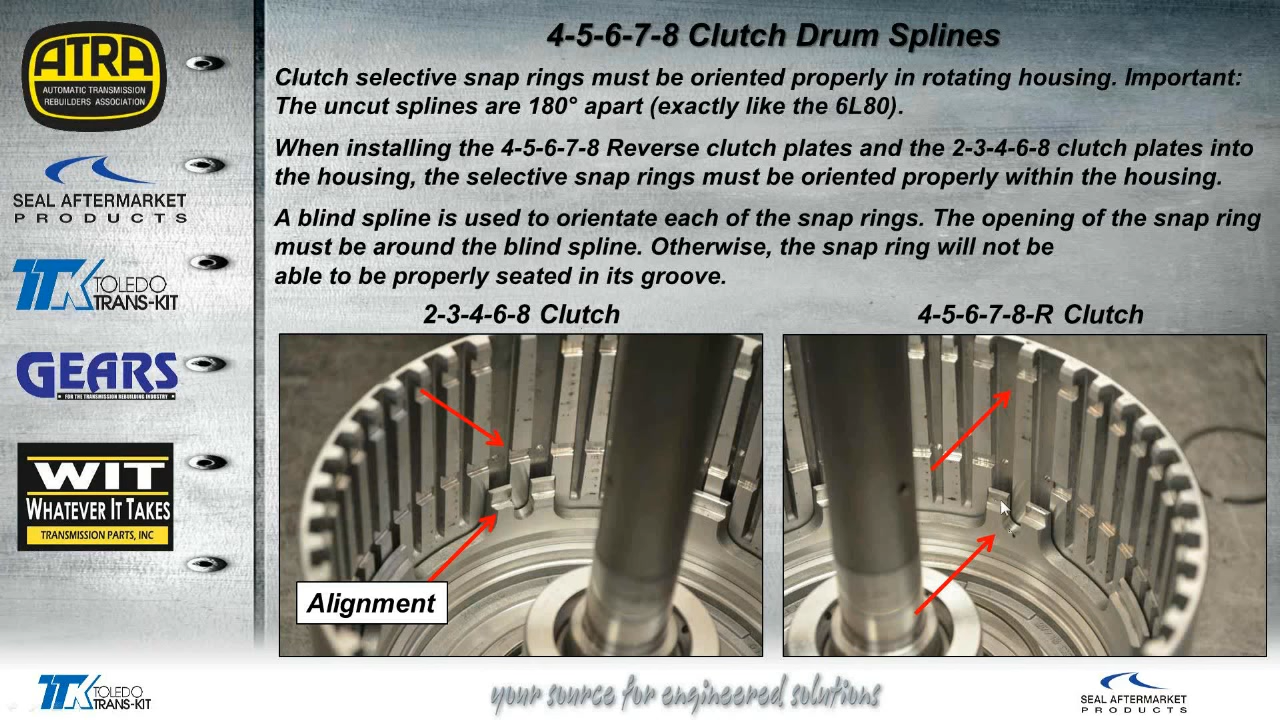 4-5-6-7-8 Clutch Drum Splines
ATRA
AUTOMATIC TRANSMISSION
REBUILDERS ASSOCIATION
SEAL AFTERMARKET
PRODUCTS
TTK TOLEDO
TRANS-KIT
GEARS
FOR THE TRANSMISSION REBUILDING INDUSTRY
WIT
WHATEVER IT TAKES
TRANSMISSION PARTS, INC
Clutch selective snap rings must be oriented properly in rotating housing. Important:
The uncut splines are 180° apart (exactly like the 6L80).
When installing the 4-5-6-7-8 Reverse clutch plates and the 2-3-4-6-8 clutch plates into
the housing, the selective snap rings must be oriented properly within the housing.
A blind spline is used to orientate each of the snap rings. The opening of the snap ring
must be around the blind spline. Otherwise, the snap ring will not be
able to be properly seated in its groove.
2-3-4-6-8 Clutch
4-5-6-7-8-R Clutch
Alignment
TTK TOLEDO
TRANS-KIT
your source for engineered solutions
SEAL AFTERMARKET
PRODUCTS